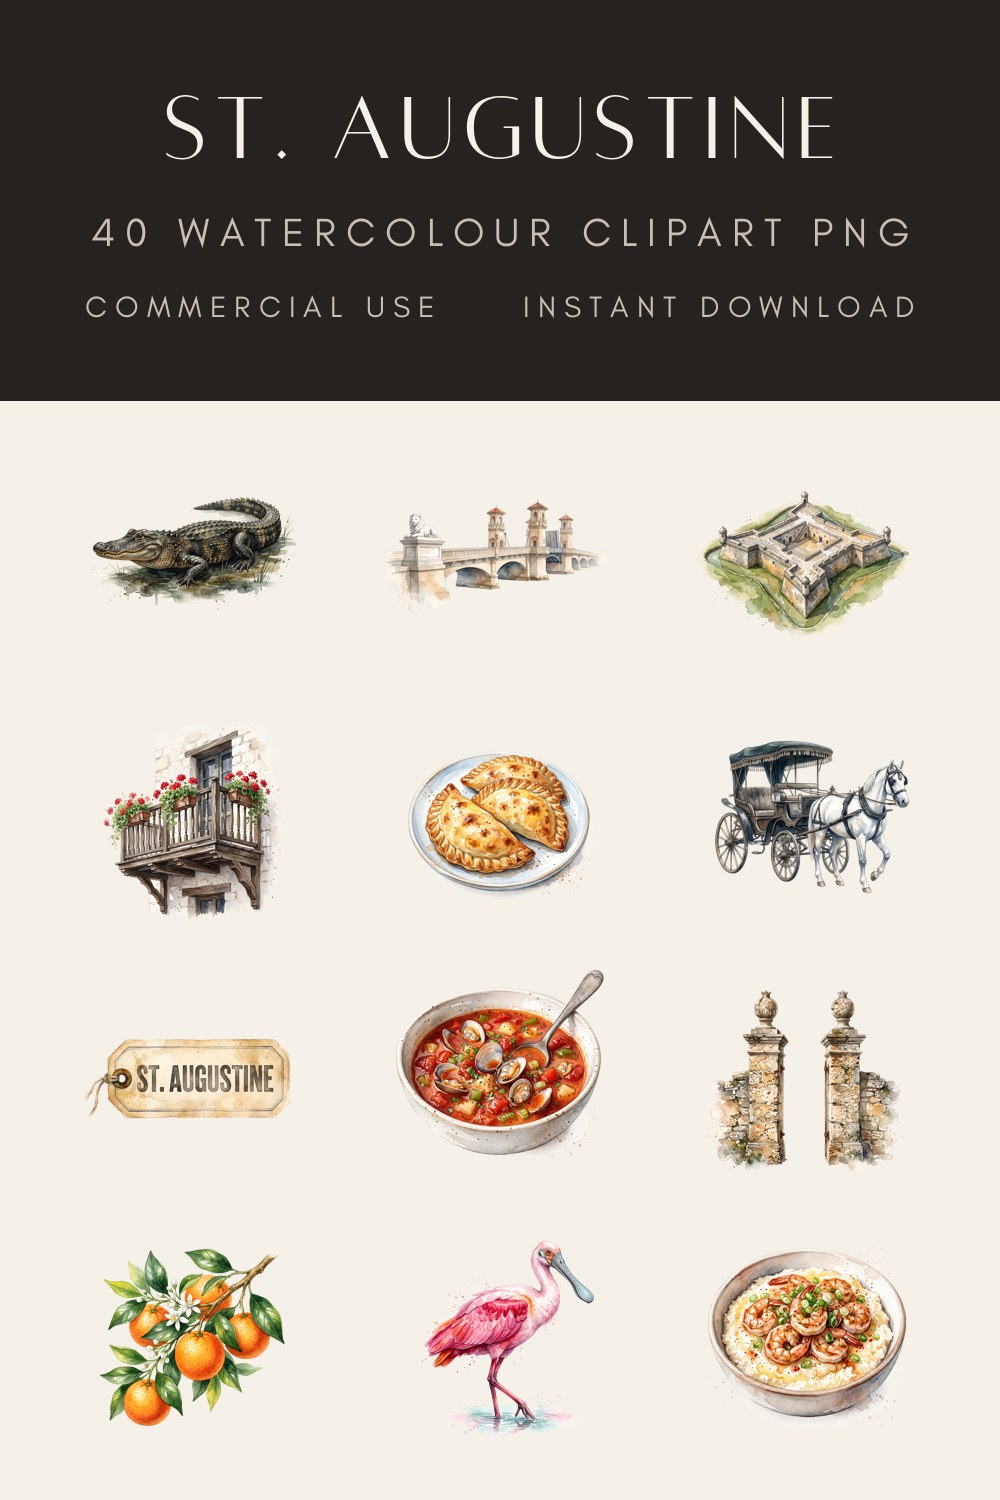 ST. AUGUSTINE
40 WATERCOLOUR CLIPART PNG
COMMERCIAL USE INSTANT DOWNLOAD
ST. AUGUSTINE